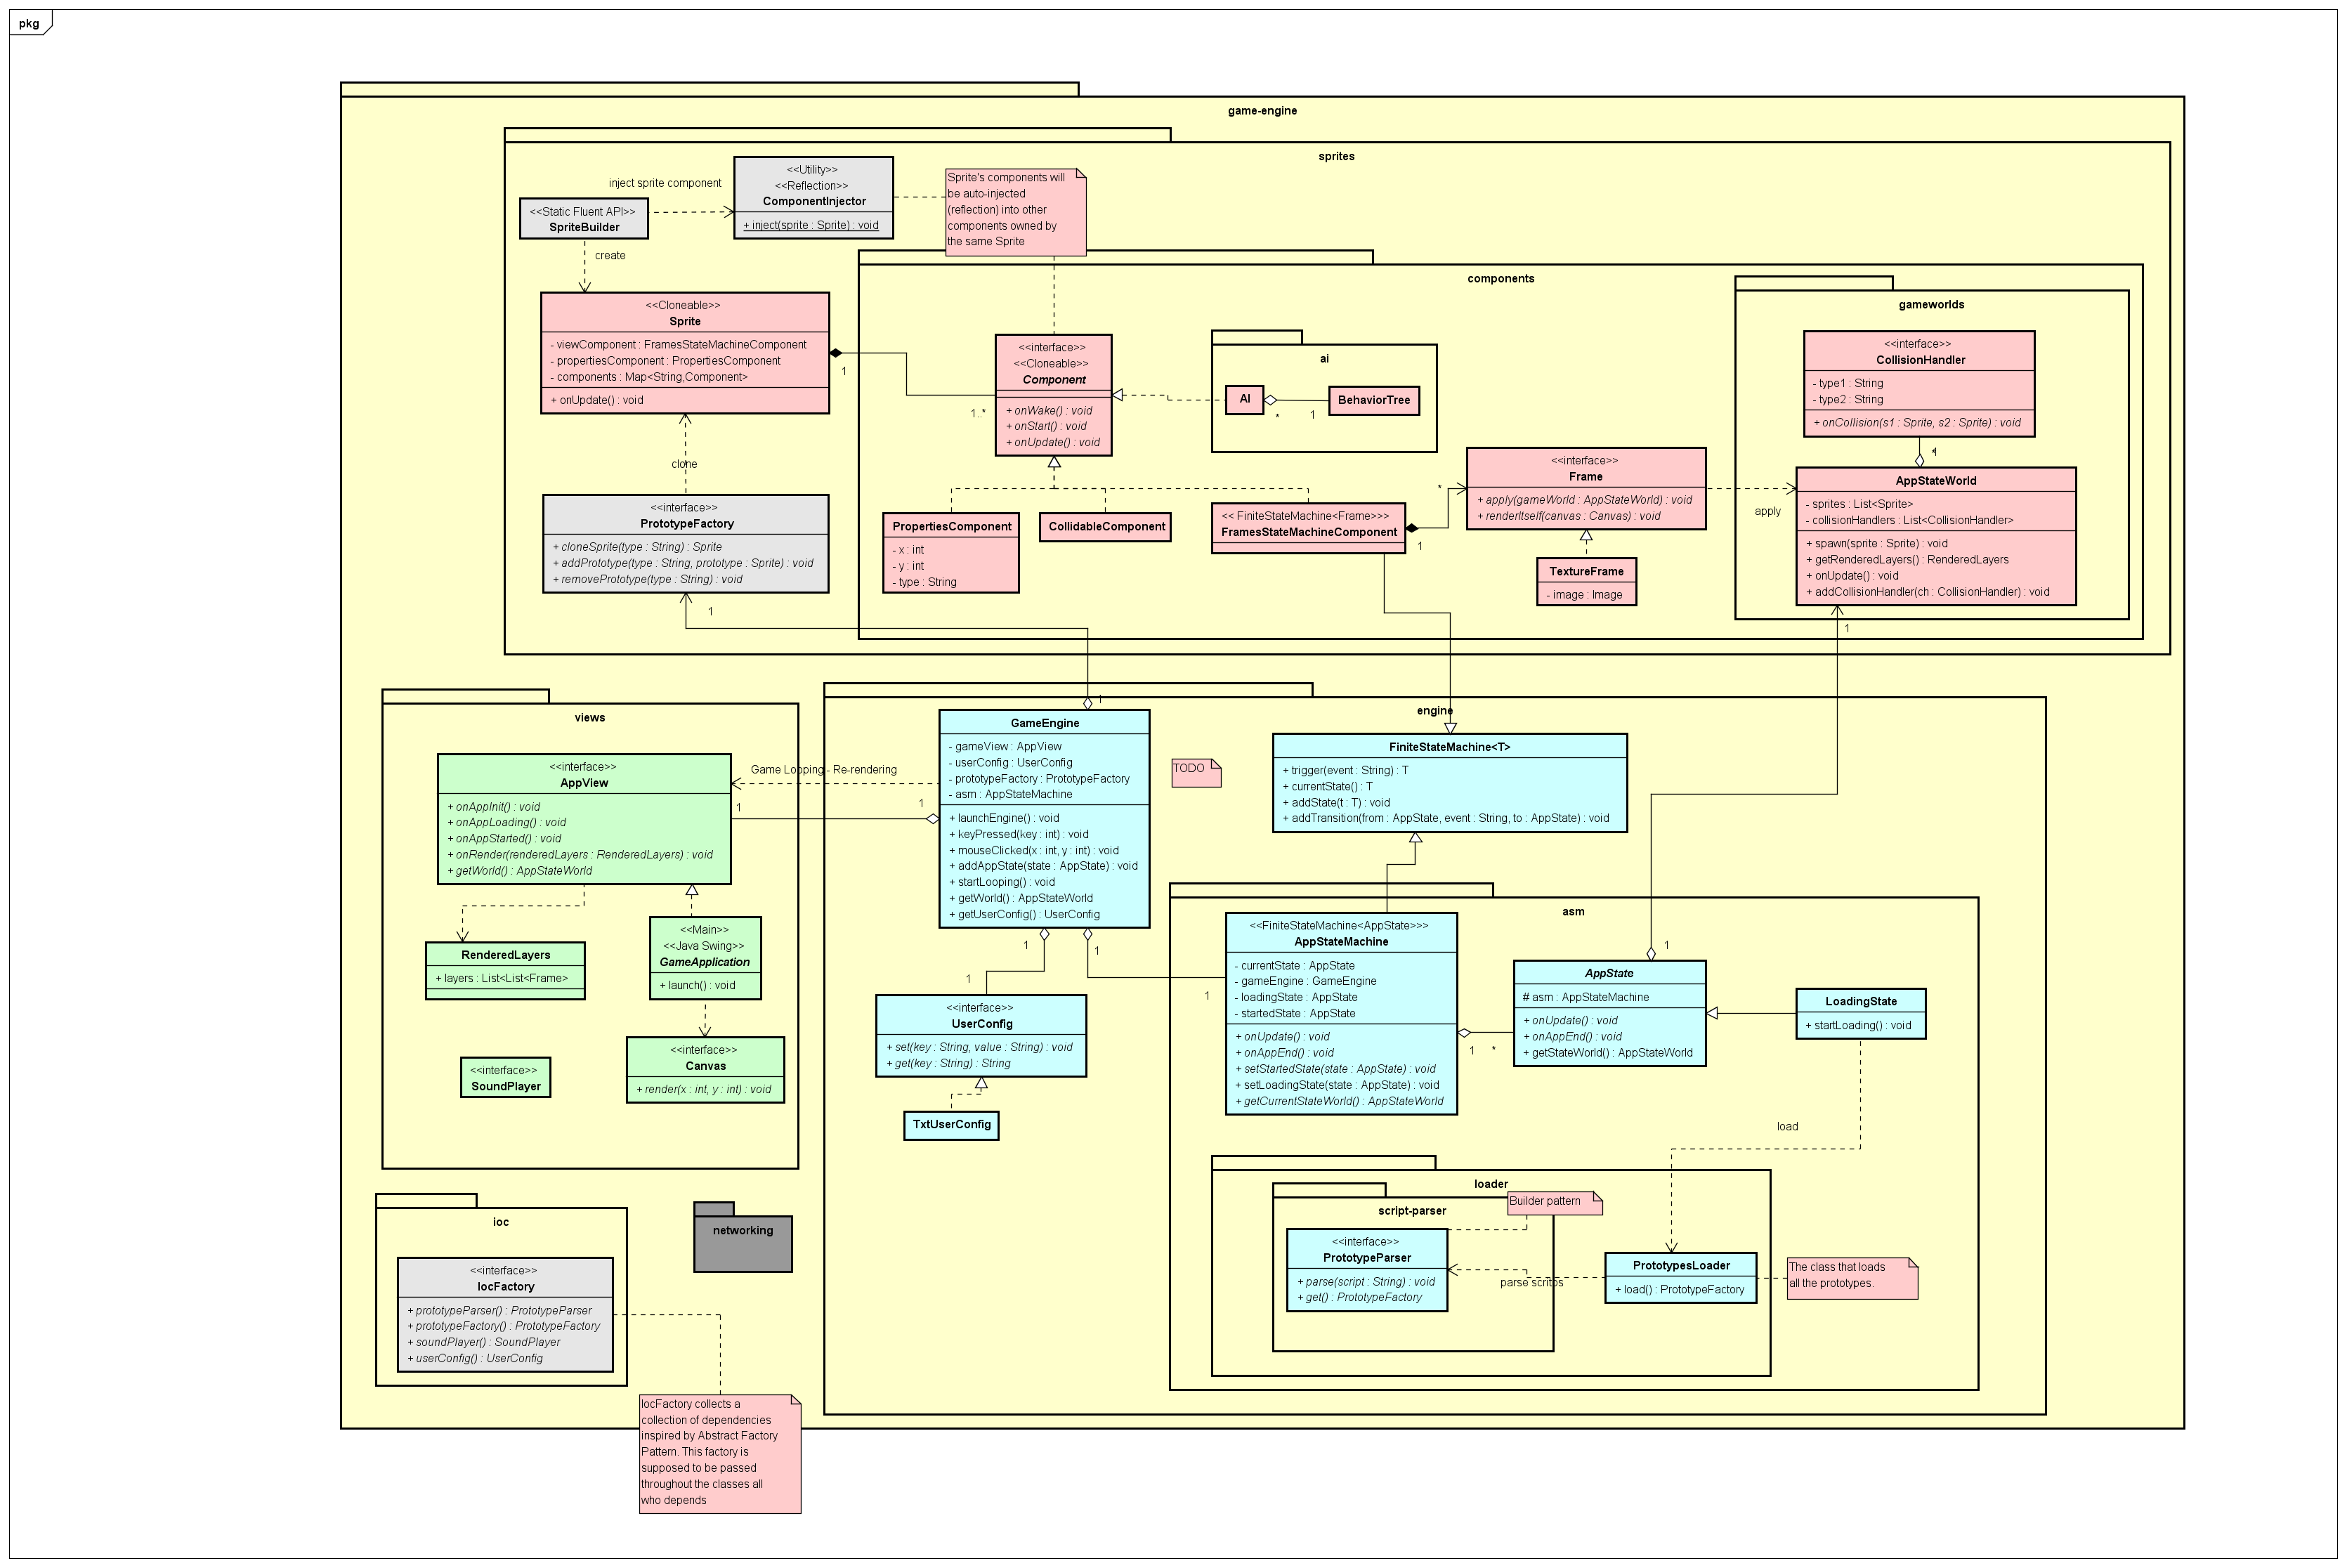 pkg
game-engine
sprites
<<Utility>>
<<Reflection>>
ComponentInjector
+ inject(sprite : Sprite) : void
inject sprite component
<<Static Fluent API>>
SpriteBuilder
create
Sprite's components will
be auto-injected
(reflection) into other
components owned by
the same Sprite
<<Cloneable>>
Sprite
- viewComponent : FramesStateMachineComponent
- propertiesComponent : PropertiesComponent
- components : Map<String,Component>
+ onUpdate() : void
1
1..*
clone
<<interface>>
PrototypeFactory
+ cloneSprite(type : String) : Sprite
+ addPrototype(type : String, prototype : Sprite) : void
+ removePrototype(type : String) : void
1
components
<<interface>>
<<Cloneable>>
Component
+ onWake() : void
+ onStart() : void
+ onUpdate() : void
ai
AI
*
1
BehaviorTree
PropertiesComponent
- x : int
- y : int
- type : String
CollidableComponent
<< FiniteStateMachine<Frame>>>
FramesStateMachineComponent
1
*
<<interface>>
Frame
+ apply(gameWorld : AppStateWorld) : void
+ renderItself(canvas : Canvas) : void
TextureFrame
- image : Image
apply
gameworlds
<<interface>>
CollisionHandler
- type1 : String
- type2 : String
+ onCollision(s1 : Sprite, s2 : Sprite) : void
*
1
AppStateWorld
- sprites : List<Sprite>
- collisionHandlers : List<CollisionHandler>
+ spawn(sprite : Sprite) : void
+ getRenderedLayers() : RenderedLayers
+ onUpdate() : void
+ addCollisionHandler(ch : CollisionHandler) : void
1
views
<<interface>>
AppView
+ onAppInit() : void
+ onAppLoading() : void
+ onAppStarted() : void
+ onRender(renderedLayers : RenderedLayers) : void
+ getWorld() : AppStateWorld
Game Looping - Re-rendering
1
1
RenderedLayers
+ layers : List<List<Frame>
<<Main>>
<<Java Swing>>
GameApplication
+ launch() : void
<<interface>>
SoundPlayer
<<interface>>
Canvas
+ render(x : int, y : int) : void
engine
1
GameEngine
- gameView : AppView
- userConfig : UserConfig
- prototypeFactory : PrototypeFactory
- asm : AppStateMachine
+ launchEngine() : void
+ keyPressed(key : int) : void
+ mouseClicked(x : int, y : int) : void
+ addAppState(state : AppState) : void
+ startLooping() : void
+ getWorld() : AppStateWorld
+ getUserConfig() : UserConfig
1
1
1
1
TODO
FiniteStateMachine<T>
+ trigger(event : String) : T
+ currentState() : T
+ addState(t : T) : void
+ addTransition(from : AppState, event : String, to : AppState) : void
<<interface>>
UserConfig
+ set(key : String, value : String) : void
+ get(key : String) : String
TxtUserConfig
asm
<<FiniteStateMachine<AppState>>>
AppStateMachine
- currentState : AppState
- gameEngine : GameEngine
- loadingState : AppState
- startedState : AppState
+ onUpdate() : void
+ onAppEnd() : void
+ setStartedState(state : AppState) : void
+ setLoadingState(state : AppState) : void
+ getCurrentStateWorld() : AppStateWorld
1
*
1
AppState
# asm : AppStateMachine
+ onUpdate() : void
+ onAppEnd() : void
+ getStateWorld() : AppStateWorld
LoadingState
+ startLoading() : void
load
loader
script-parser
Builder pattern
<<interface>>
PrototypeParser
+ parse(script : String) : void
+ get() : PrototypeFactory
parse scritps
PrototypesLoader
+ load() : PrototypeFactory
The class that loads
all the prototypes.
ioc
<<interface>>
IocFactory
+ prototypeParser() : PrototypeParser
+ prototypeFactory() : PrototypeFactory
+ soundPlayer() : SoundPlayer
+ userConfig() : UserConfig
networking
IocFactory collects a
collection of dependencies
inspired by Abstract Factory
Pattern. This factory is
supposed to be passed
throughout the classes all
who depends